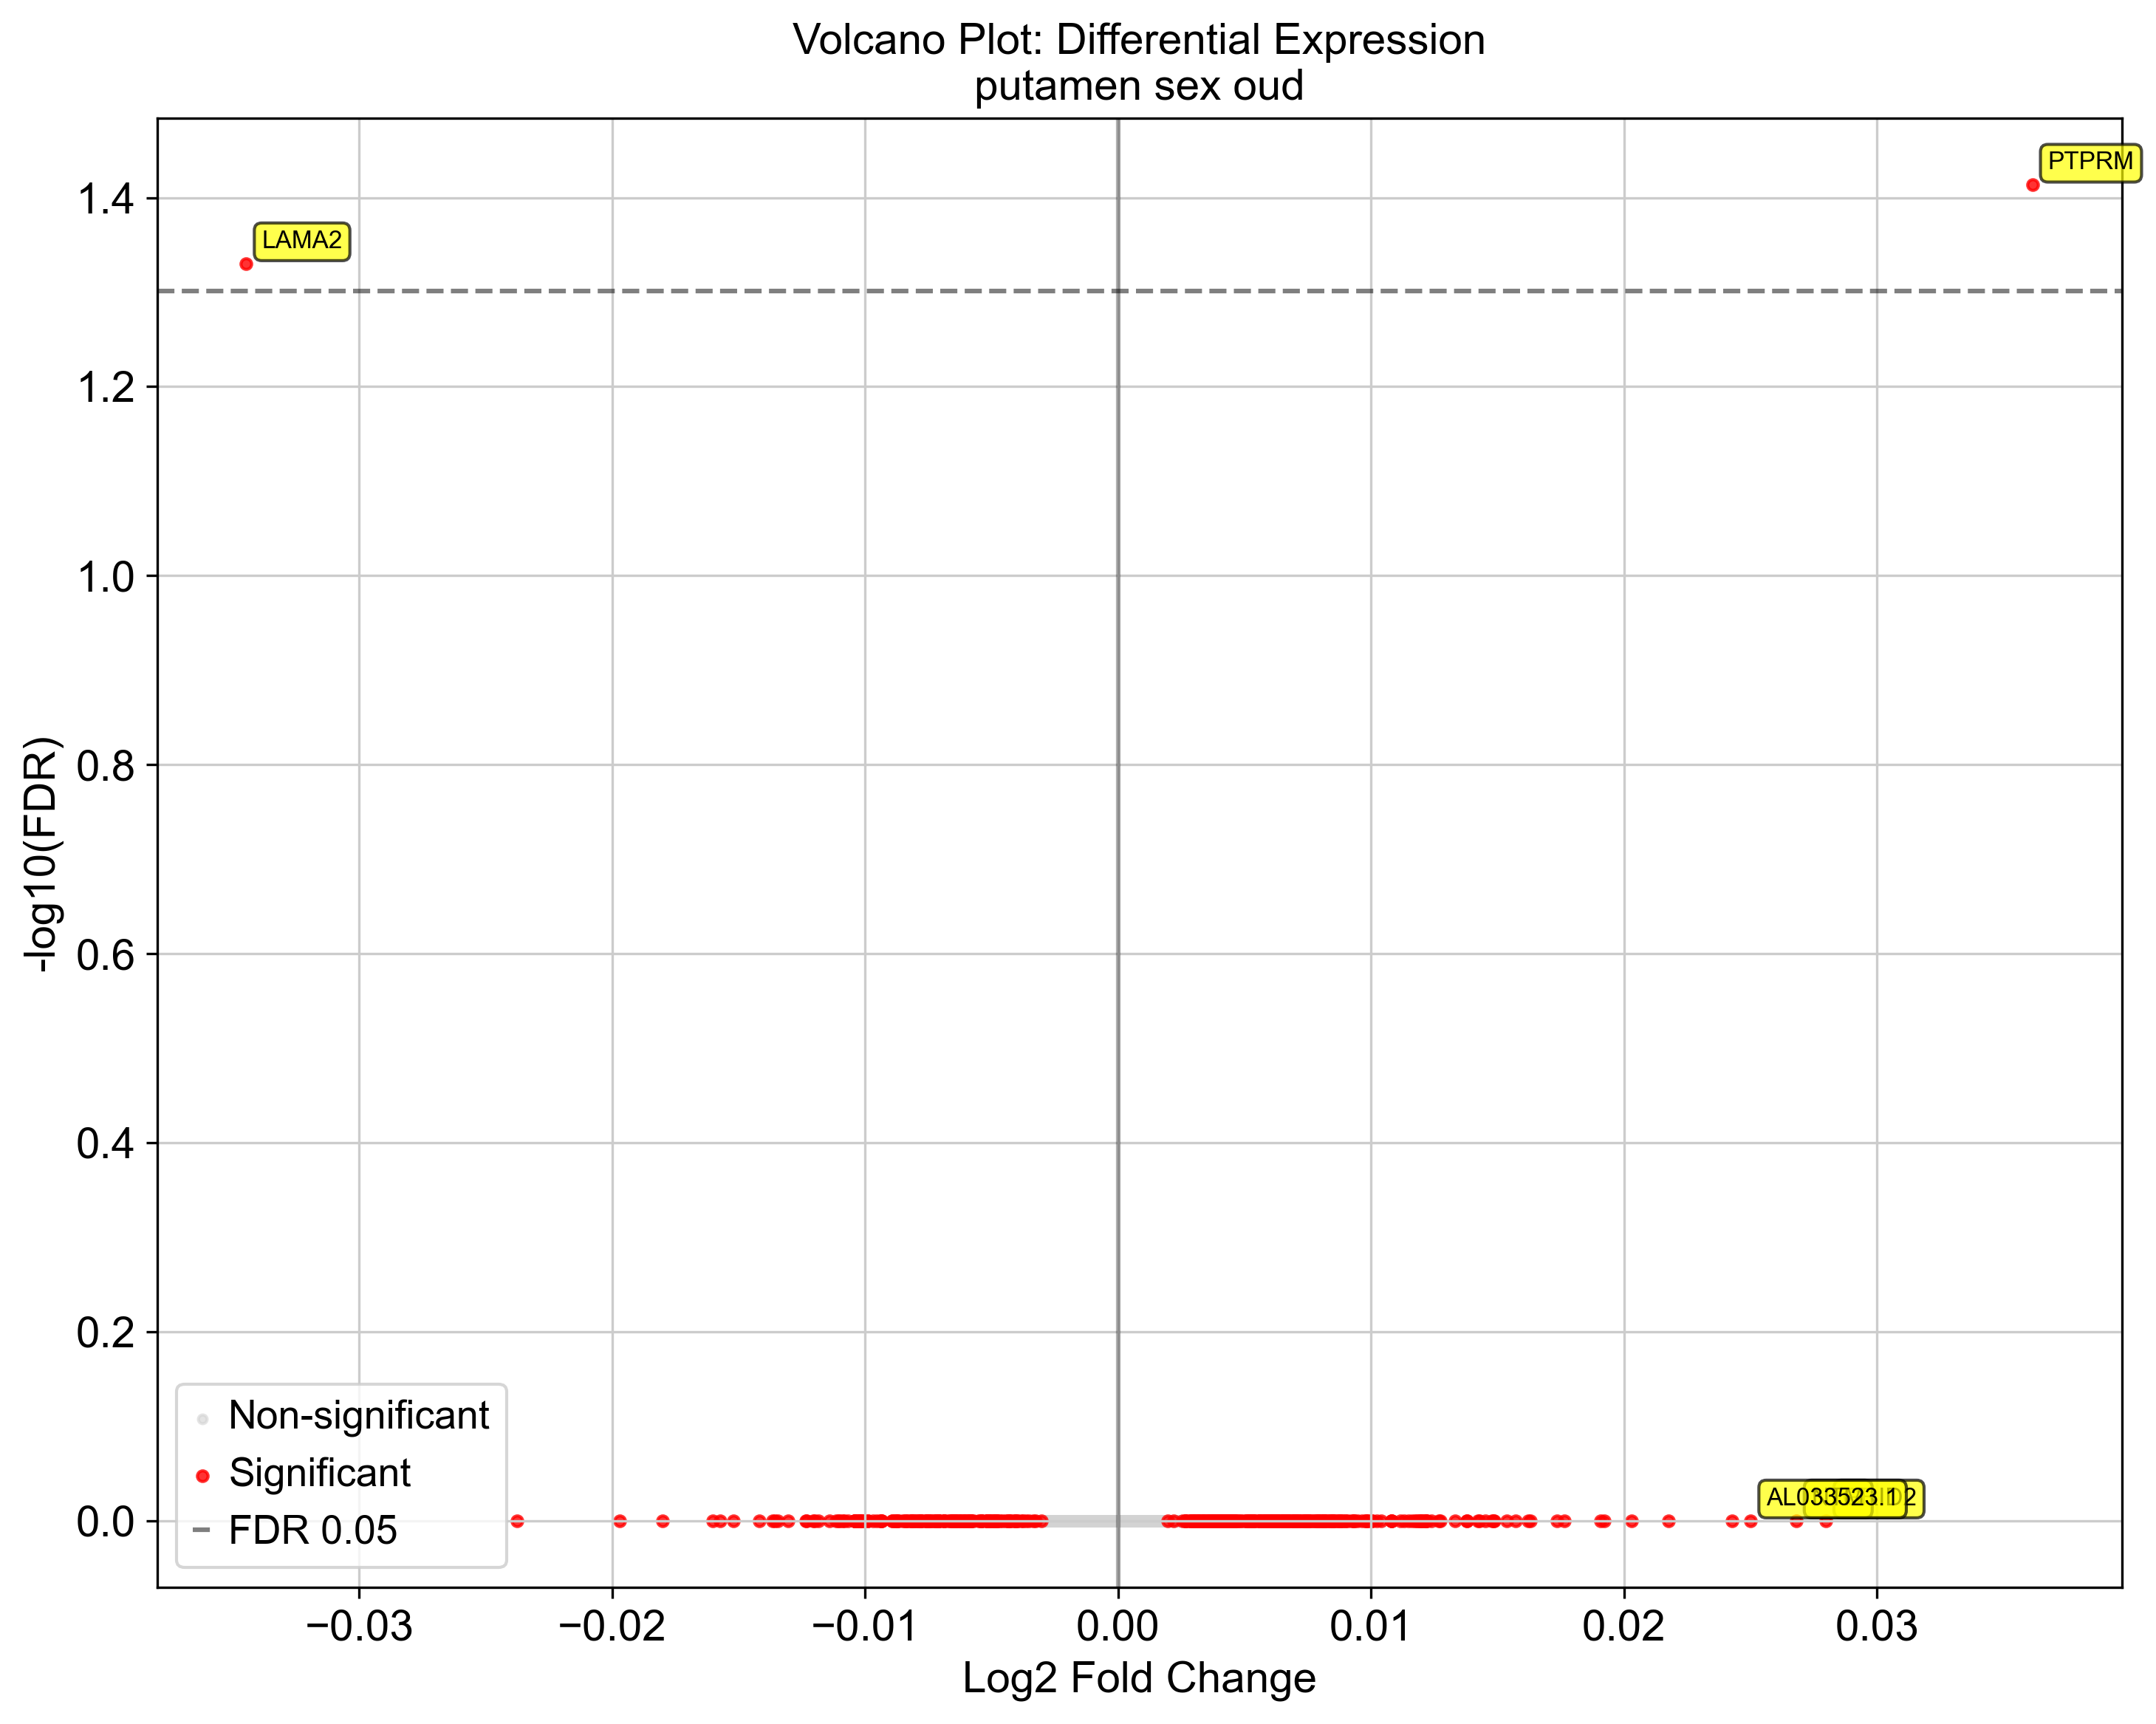 Volcano Plot: Differential Expression
putamen sex oud
PTPRM
LAMA2
1.4
1.2
1.0
0.8
0.6
0.4
0.2
0.0
-log10(FDR)
AL033523.1
Non-significant
Significant
FDR 0.05
−0.03
−0.02
−0.01
0.00
0.01
0.02
0.03
Log2 Fold Change